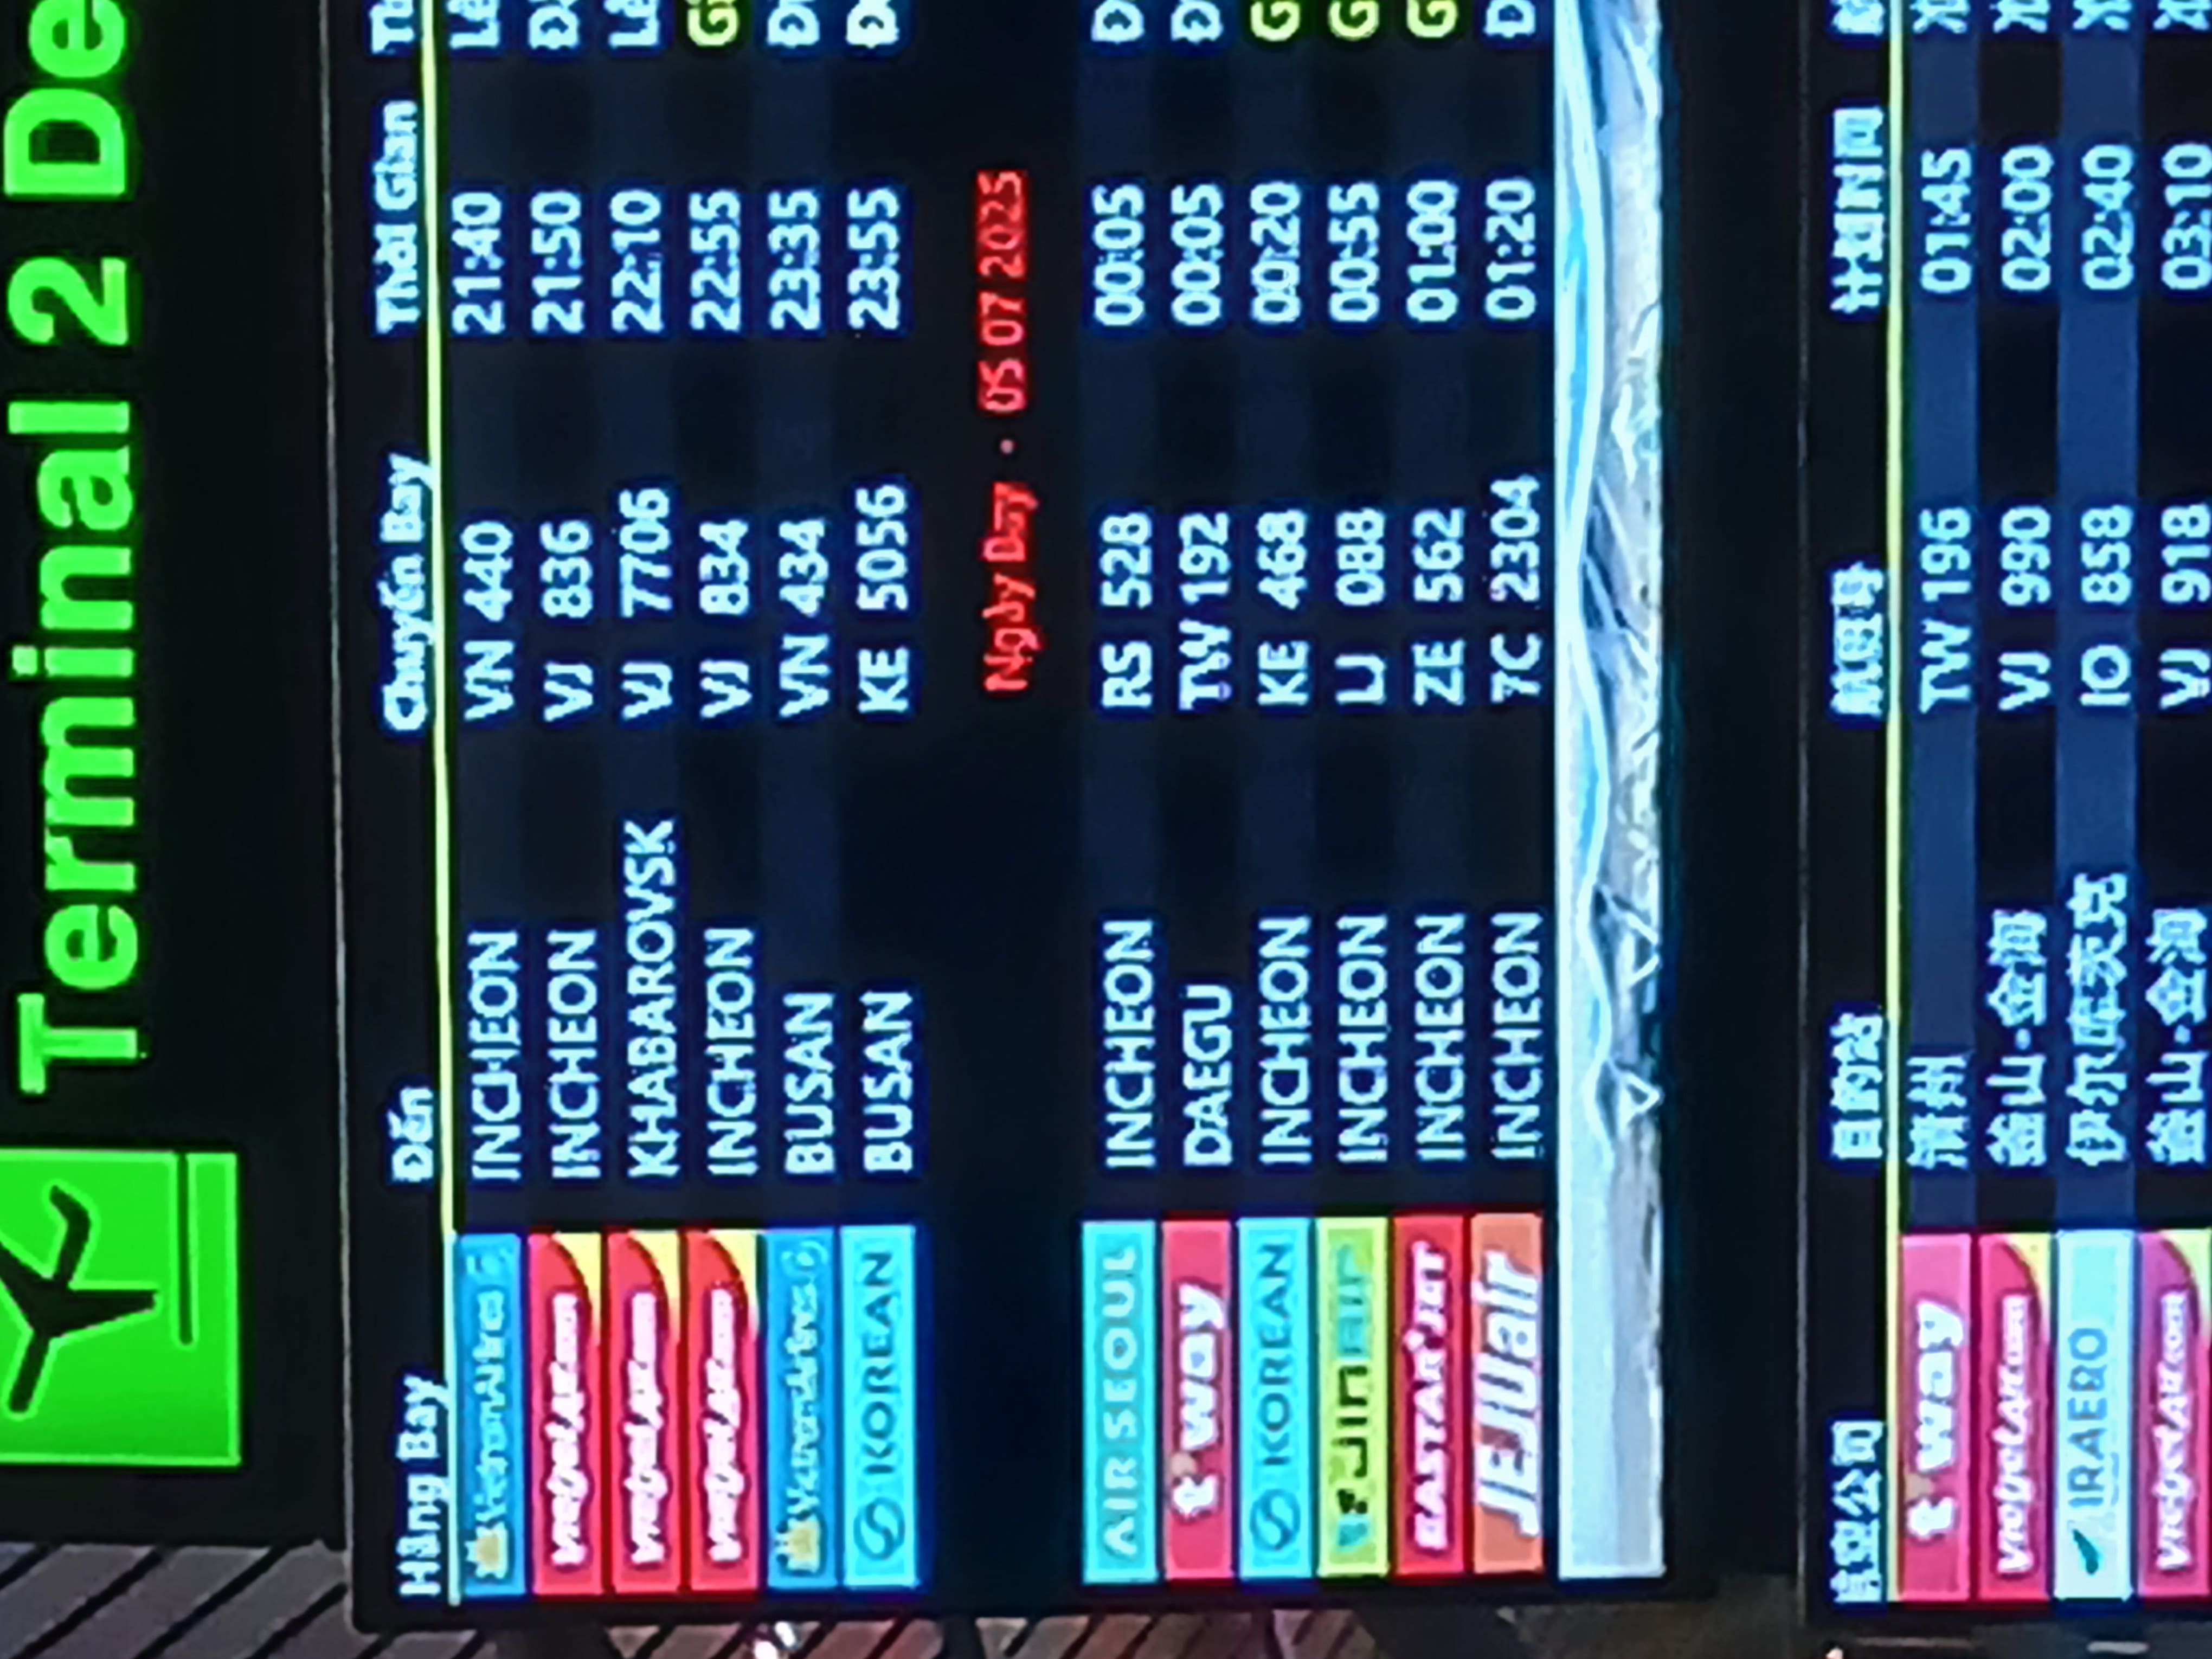 Terminal 2 De
Hãng Bay Đến Chuyến Bay Thời Gian
VietnamAirlines INCHEON VN 440 21:40
vietjetAir.com INCHEON VJ 836 21:50
vietjetAir.com KHABAROVSK VJ 7706 22:10
vietjetAir.com INCHEON VJ 834 22:55
VietnamAirlines BUSAN VN 434 23:35
KOREAN BUSAN KE 5056 23:55
Ngày Bay - 05 07 2025
AIR SEOUL INCHEON RS 528 00:05
t'way DAEGU TW 192 00:05
KOREAN INCHEON KE 468 00:20
JINAIR INCHEON LJ 088 00:55
EASTAR JET INCHEON ZE 562 01:00
JEJUair INCHEON 7C 2304 01:20
航空公司 目的站 航班号 计划时间
t'way 清州 TW 196 01:45
vietjetAir.com 釜山-金海 VJ 990 02:00
IRAERO 伊尔库茨克 IO 858 02:40
vietjetAir.com 釜山-金海 VJ 918 03:10